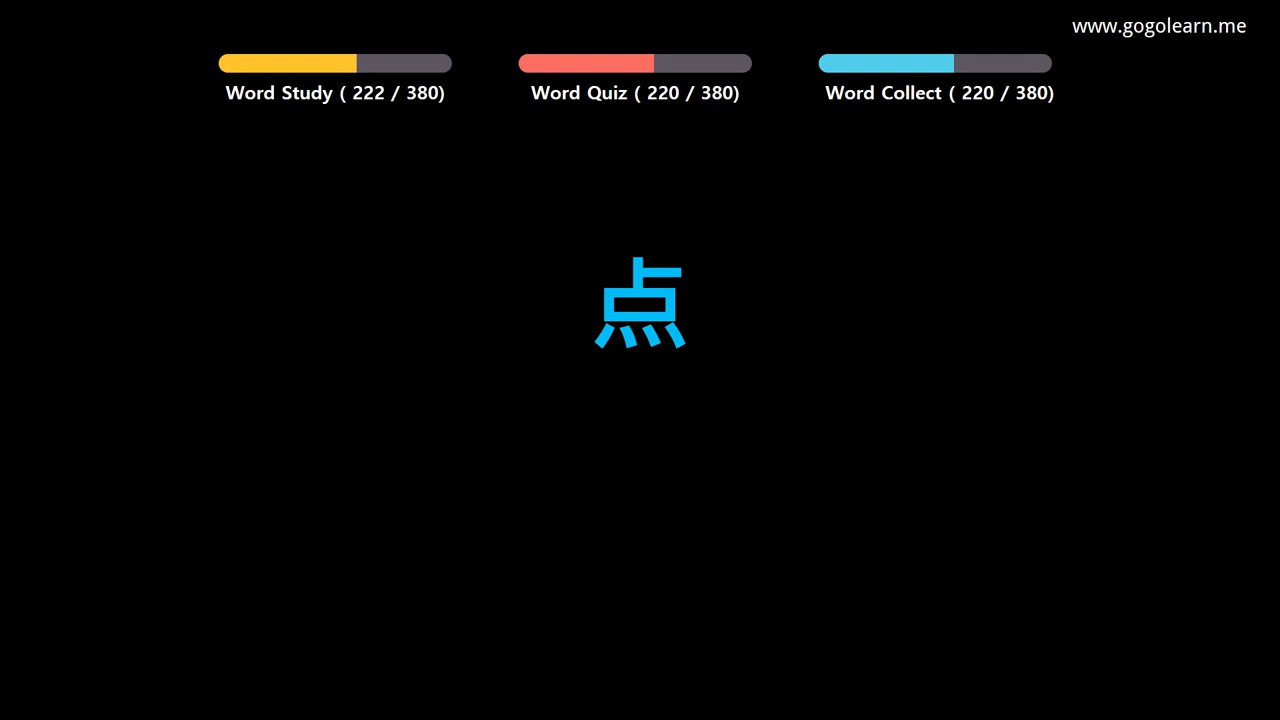 www.gogolearn.me
Word Study ( 222 / 380) Word Quiz ( 220 / 380) Word Collect ( 220 / 380)
点